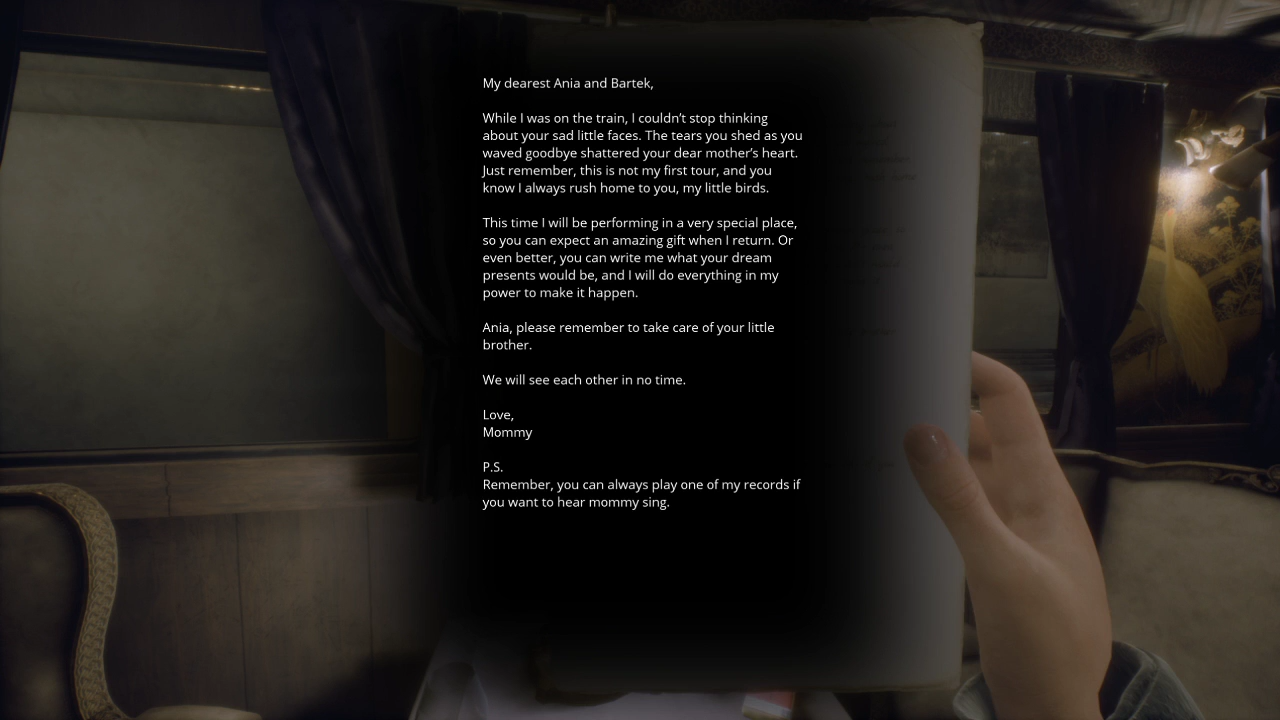 My dearest Ania and Bartek,
While I was on the train, I couldn’t stop thinking
about your sad little faces. The tears you shed as you
waved goodbye shattered your dear mother’s heart.
Just remember, this is not my first tour, and you
know I always rush home to you, my little birds.
This time I will be performing in a very special place,
so you can expect an amazing gift when I return. Or
even better, you can write me what your dream
presents would be, and I will do everything in my
power to make it happen.
Ania, please remember to take care of your little
brother.
We will see each other in no time.
Love,
Mommy
P.S.
Remember, you can always play one of my records if
you want to hear mommy sing.